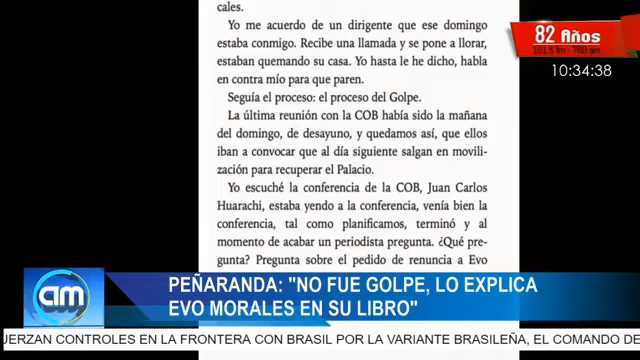 cales.
Yo me acuerdo de un dirigente que ese domingo
estaba conmigo. Recibe una llamada y se pone a llorar,
estaban quemando su casa. Yo hasta le he dicho, habla
en contra mío para que paren.
Seguía el proceso: el proceso del Golpe.
La última reunión con la COB había sido la mañana
del domingo, de desayuno, y quedamos así, que ellos
iban a convocar que al día siguiente salgan en movili-
zación para recuperar el Palacio.
Yo escuché la conferencia de la COB, Juan Carlos
Huarachi, estaba yendo a la conferencia, venía bien la
conferencia, tal como planificamos, terminó y al
momento de acabar un periodista pregunta. ¿Qué pre-
gunta? Pregunta sobre el pedido de renuncia a Evo
82 Años
101.5 fm - 760 am
10:34:38
am
PEÑARANDA: "NO FUE GOLPE, LO EXPLICA
EVO MORALES EN SU LIBRO"
UERZAN CONTROLES EN LA FRONTERA CON BRASIL POR LA VARIANTE BRASILEÑA, EL COMANDO DE